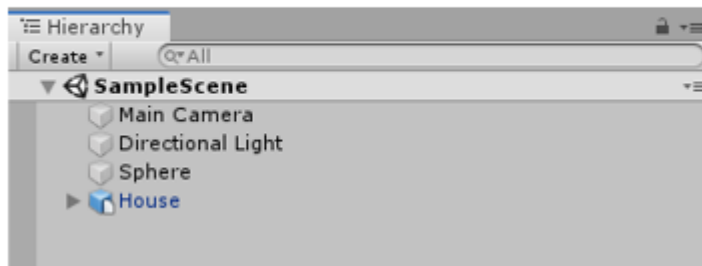 Hierarchy
Create All
SampleScene
Main Camera
Directional Light
Sphere
House